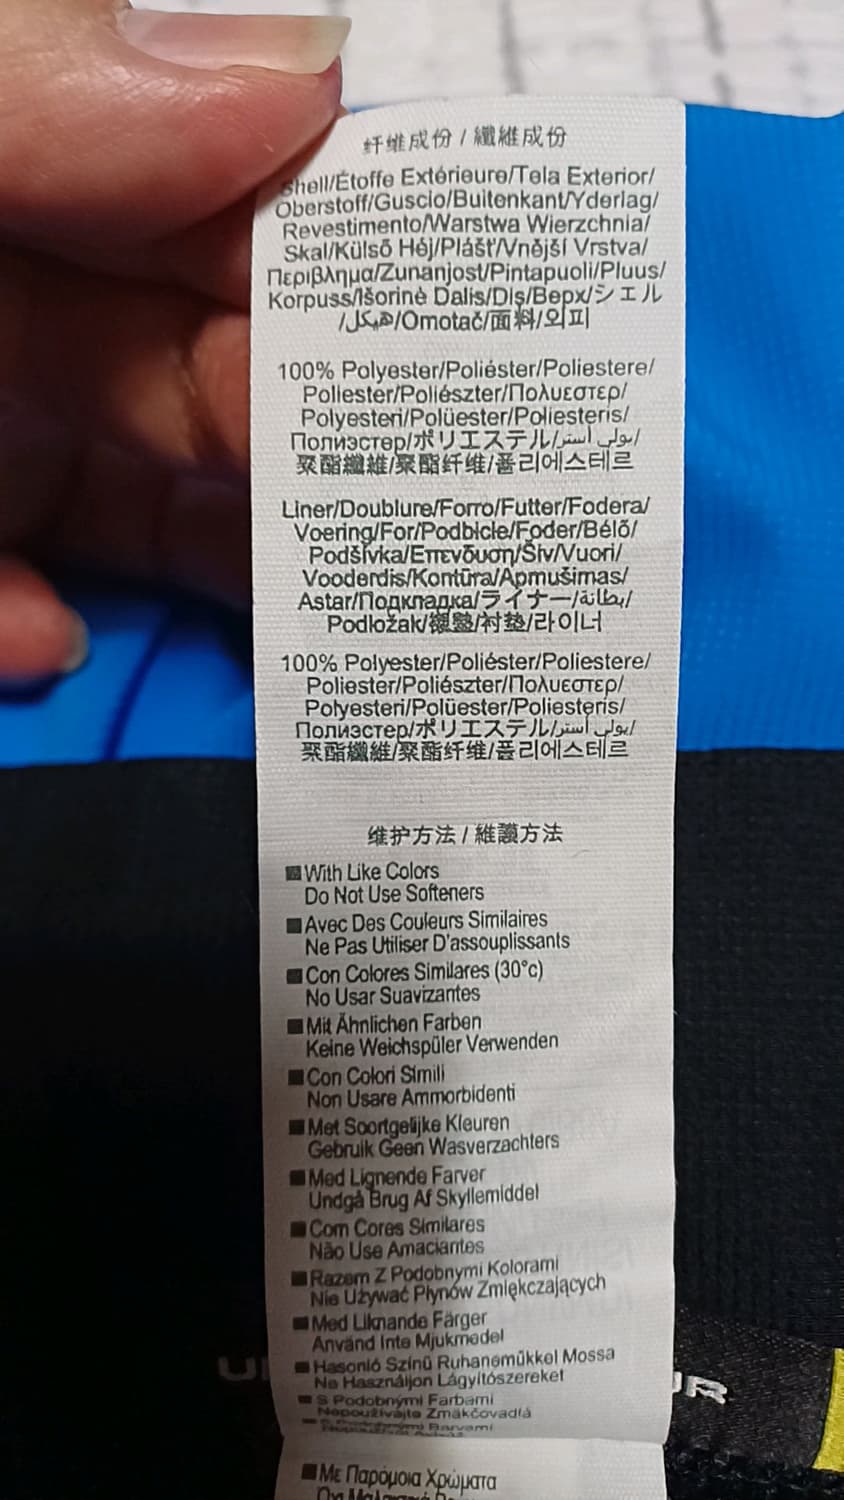 纤维成份 / 纖維成份
Shell/Étoffe Extérieure/Tela Exterior/
Oberstoff/Guscio/Buitenkant/Yderlag/
Revestimento/Warstwa Wierzchnia/
Skal/Külső Héj/Plášť/Vnější Vrstva/
Περιβλημα/Zunanjost/Pintapuoli/Pluus/
Korpuss/Išorinė Dalis/Diş/Верх/シェル
/هيكل/Omotač/面料/외피
100% Polyester/Poliéster/Poliestere/
Poliester/Poliészter/Πολυεστερ/
Polyesteri/Polüester/Poliesteris/
Полиэстер/ポリエステル/بولي أستر/
聚酯纖維/聚酯纤维/폴리에스테르
Liner/Doublure/Forro/Futter/Fodera/
Voering/For/Podbicie/Foder/Bélő/
Podšívka/Επενδυση/Šiv/Vuori/
Vooderdis/Kontūra/Apmušimas/
Astar/Подкладка/ライナー/بطانة/
Podložak/襯墊/衬垫/라이너
100% Polyester/Poliéster/Poliestere/
Poliester/Poliészter/Πολυεστερ/
Polyesteri/Polüester/Poliesteris/
Полиэстер/ポリエステル/بولي أستر/
聚酯纖維/聚酯纤维/폴리에스테르
维护方法 / 維護方法
With Like Colors
Do Not Use Softeners
Avec Des Couleurs Similaires
Ne Pas Utiliser D'assouplissants
Con Colores Similares (30°c)
No Usar Suavizantes
Mit Ähnlichen Farben
Keine Weichspüler Verwenden
Con Colori Simili
Non Usare Ammorbidenti
Met Soortgelijke Kleuren
Gebruik Geen Wasverzachters
Med Lignende Farver
Undgå Brug Af Skyllemiddel
Com Cores Similares
Não Use Amaciantes
Razem Z Podobnymi Kolorami
Nie Używać Płynów Zmiękczających
Med Liknande Färger
Använd Inte Mjukmedel
Hasonló Színű Ruhaneműkkel Mossa
Ne Használjon Lágyítószereket
S Podobnými Farbami
Nepoužívajte Zmäkčovadlá
Με Παρόμοια Χρώματα